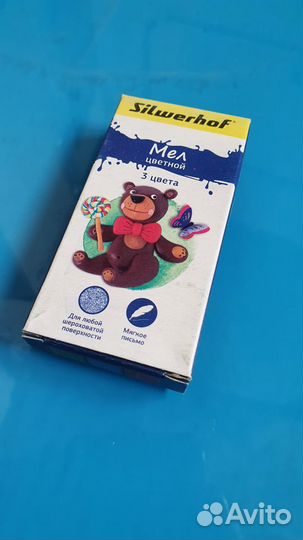 Silwerhof
Мел
цветной
3 цвета
Для любой
шероховатой
поверхности
Мягкое
письмо
Avito